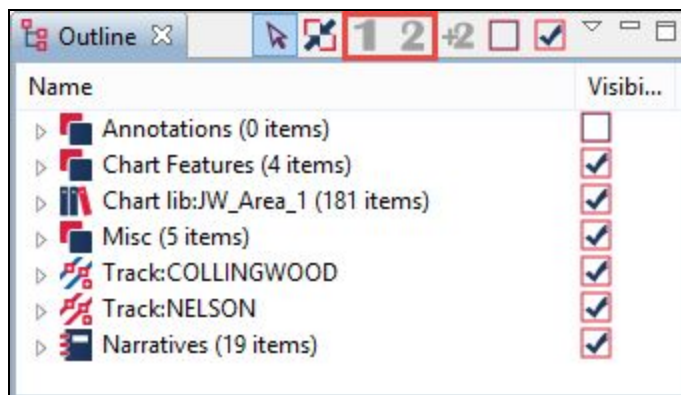 Outline
1 2 +2
Name Visibi...
Annotations (0 items)
Chart Features (4 items)
Chart lib:JW_Area_1 (181 items)
Misc (5 items)
Track:COLLINGWOOD
Track:NELSON
Narratives (19 items)